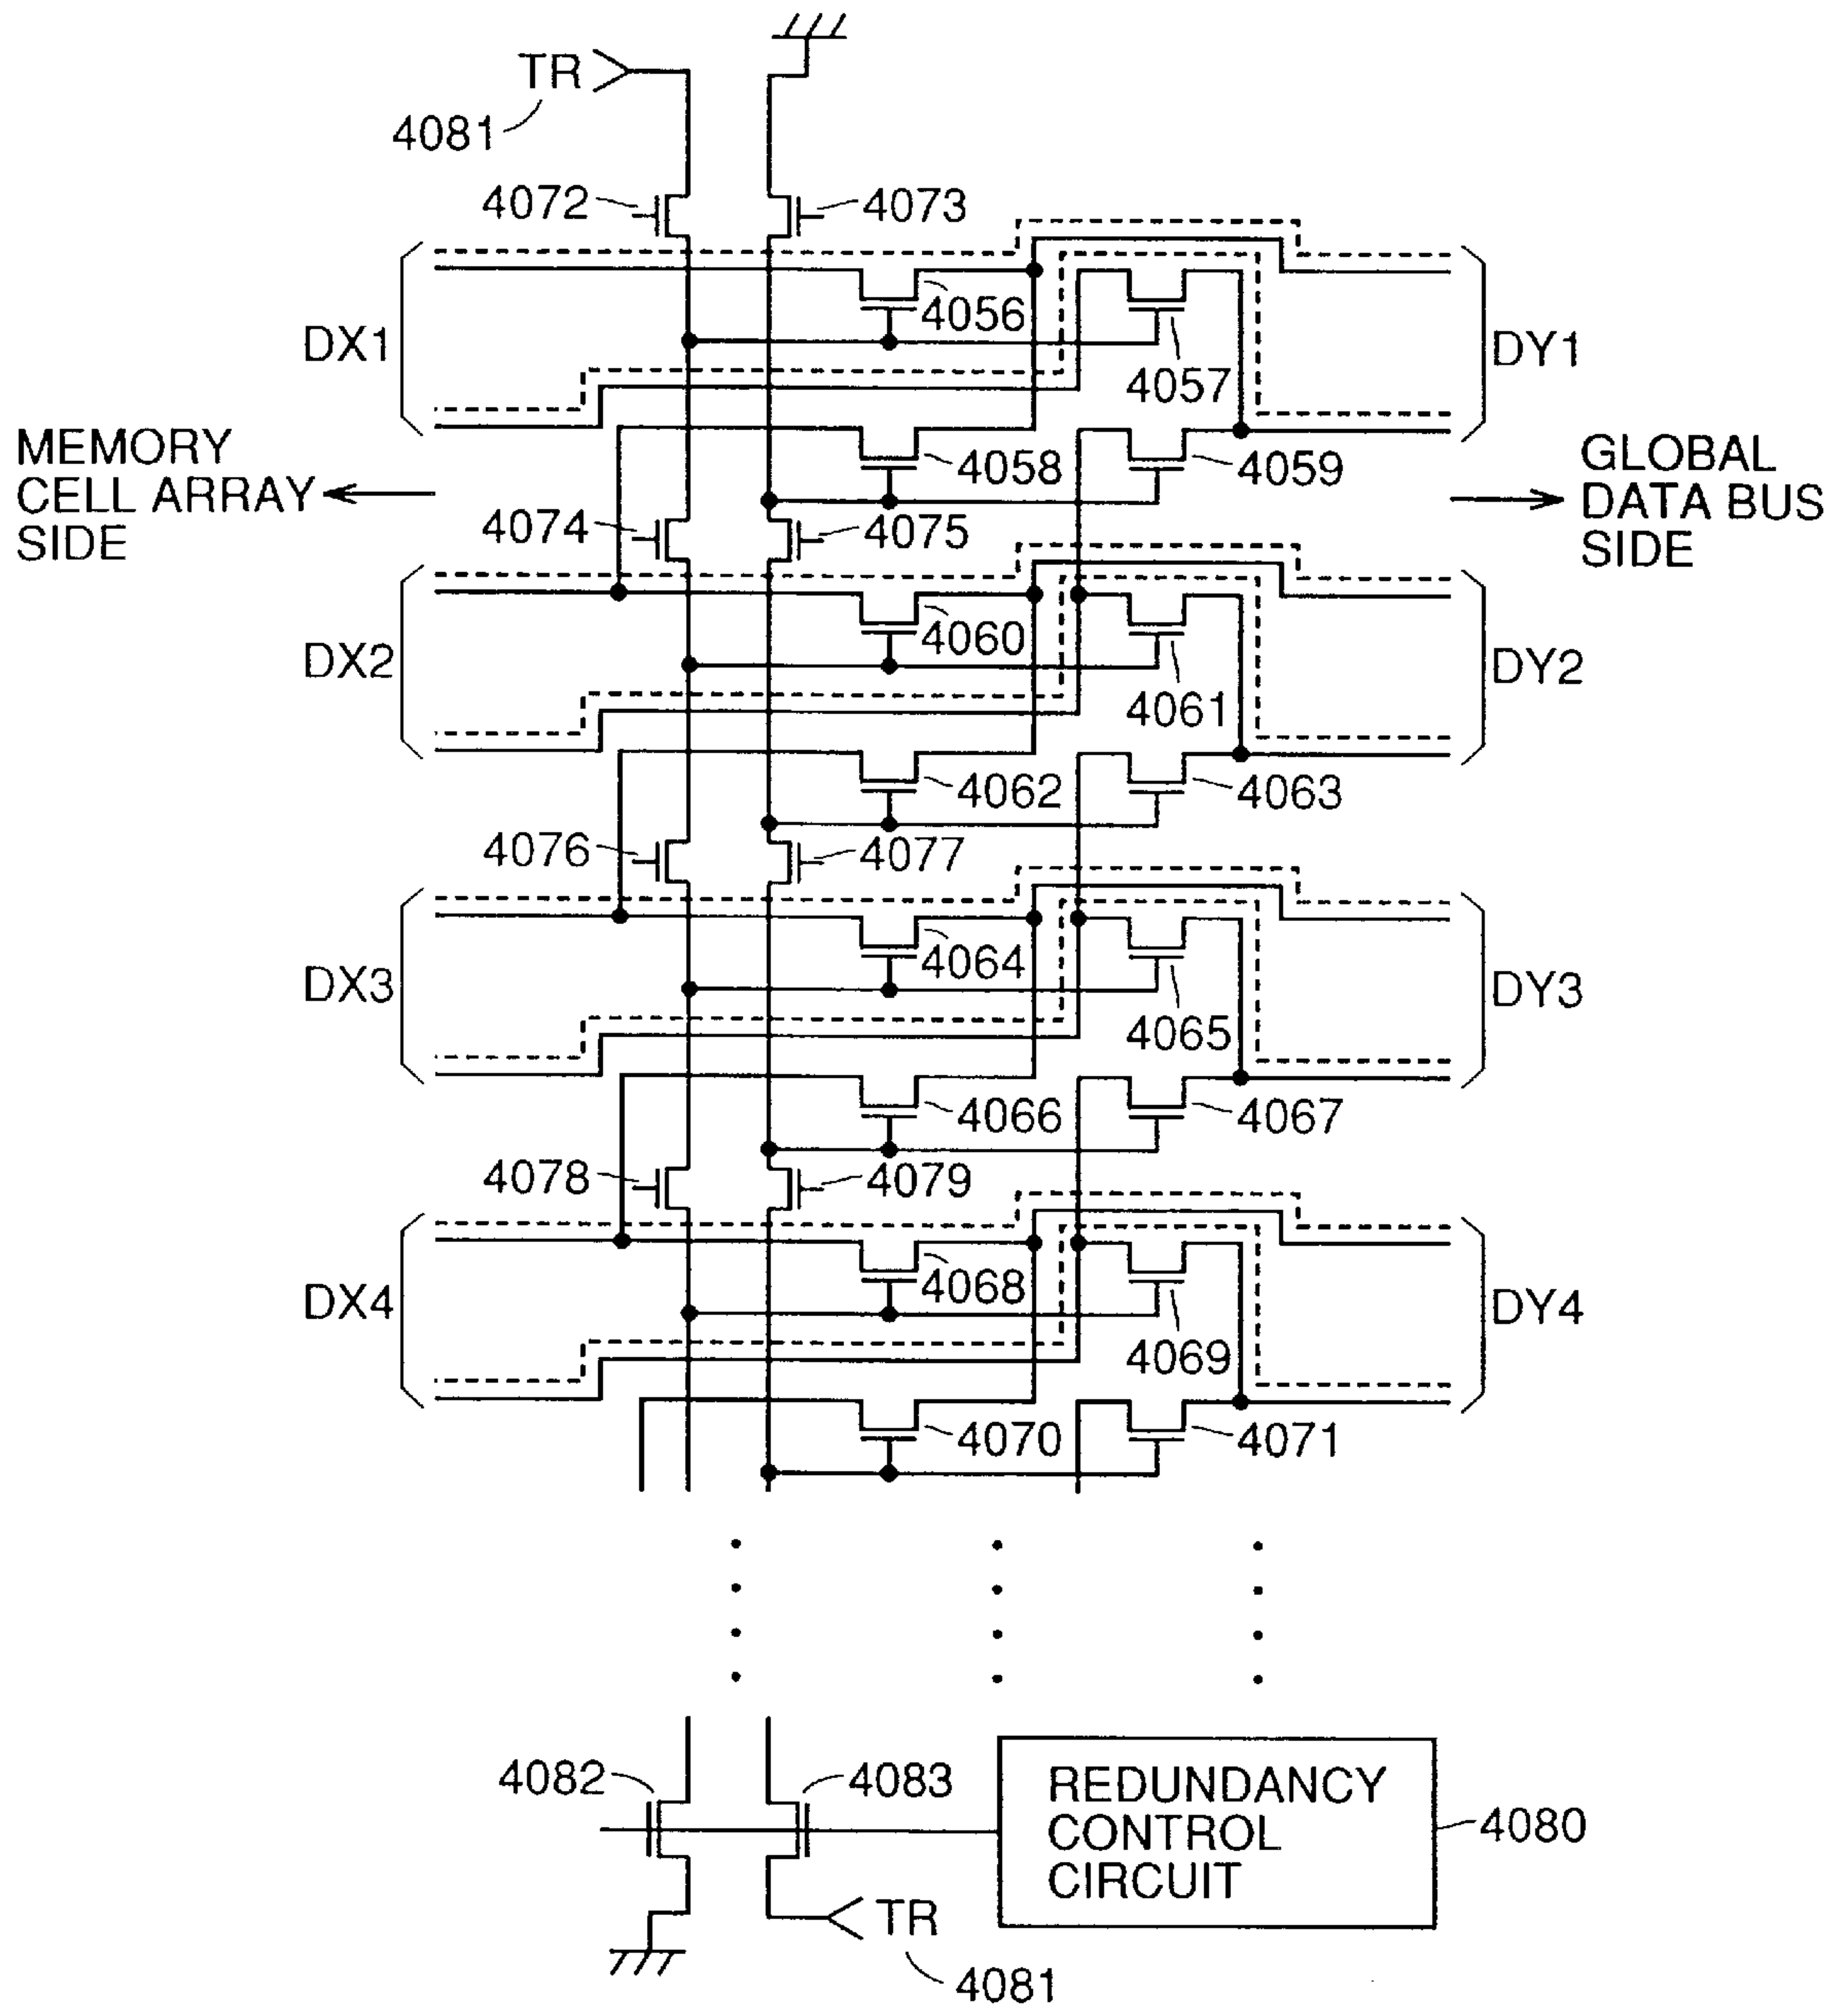 TR
4081
4072
4073
DX1
4056
4057
DY1
MEMORY
CELL ARRAY
SIDE
4058
4059
GLOBAL
DATA BUS
SIDE
4074
4075
DX2
4060
4061
DY2
4062
4063
4076
4077
DX3
4064
4065
DY3
4066
4067
4078
4079
DX4
4068
4069
DY4
4070
4071
4082
4083
REDUNDANCY
CONTROL
CIRCUIT
4080
TR
4081